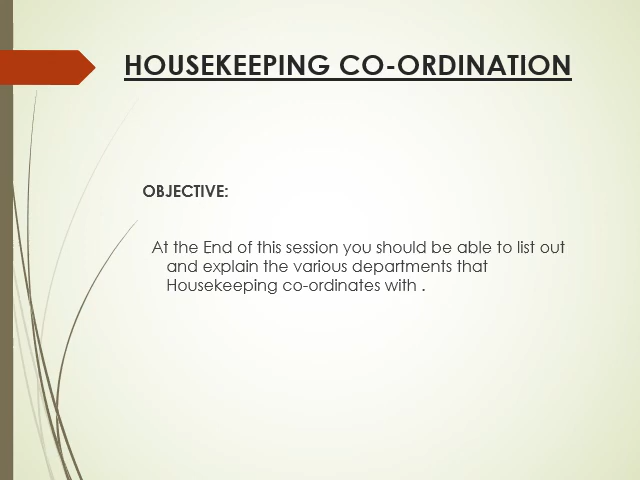 HOUSEKEEPING CO-ORDINATION
OBJECTIVE:
At the End of this session you should be able to list out
and explain the various departments that
Housekeeping co-ordinates with .